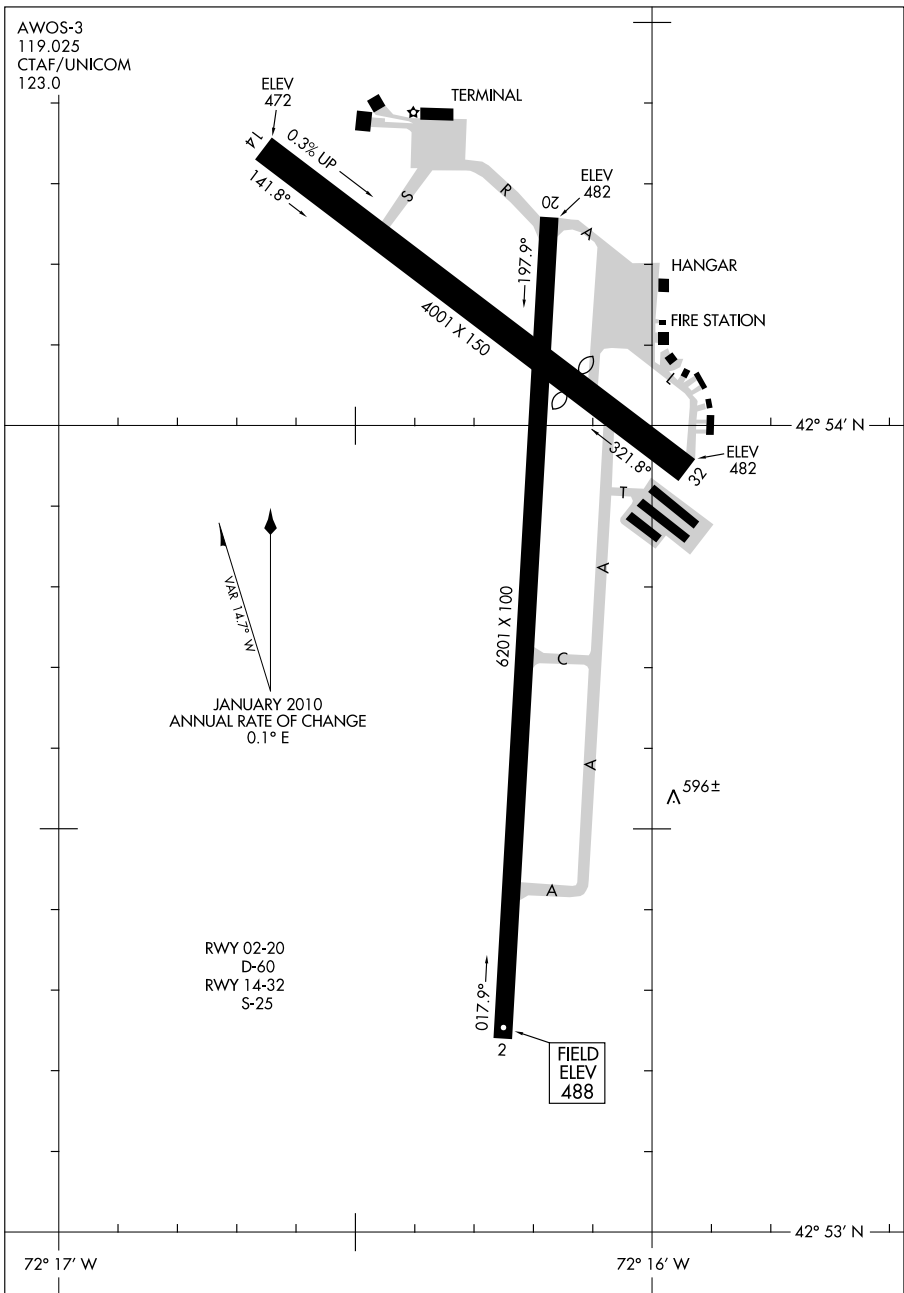 AWOS-3
119.025
CTAF/UNICOM
123.0
ELEV
472
TERMINAL
14
0.3% UP
141.8°
S
R
20
ELEV
482
A
197.9°
HANGAR
4001 X 150
FIRE STATION
L
42° 54' N
321.8°
ELEV
482
32
T
VAR 14.7° W
A
6201 X 100
C
JANUARY 2010
ANNUAL RATE OF CHANGE
0.1° E
A
596±
A
RWY 02-20
D-60
RWY 14-32
S-25
017.9°
2
FIELD
ELEV
488
42° 53' N
72° 17' W
72° 16' W